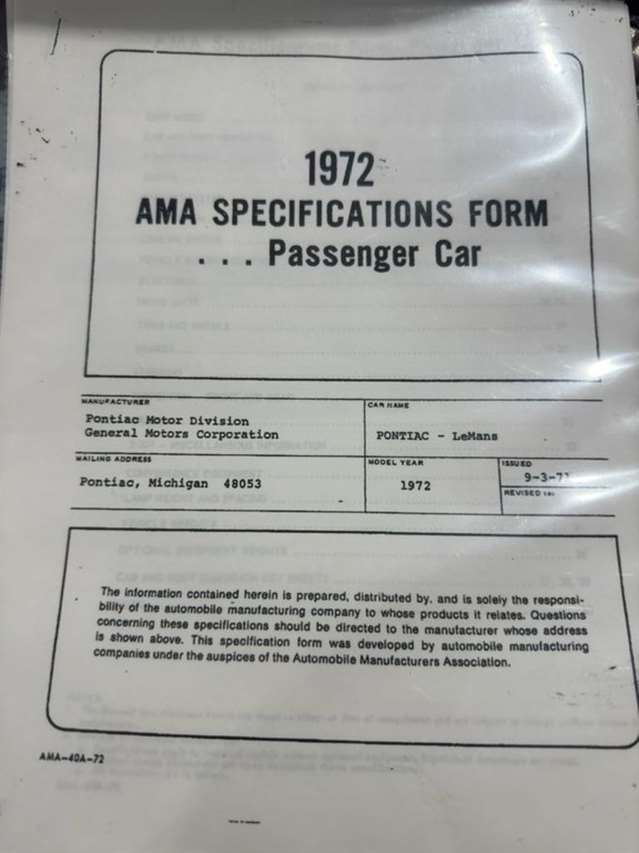 1972
AMA SPECIFICATIONS FORM
. . . Passenger Car
MANUFACTURER
Pontiac Motor Division
General Motors Corporation
CAR NAME
PONTIAC - LeMans
MAILING ADDRESS
Pontiac, Michigan 48053
MODEL YEAR
1972
ISSUED
9-3-71
REVISED
The information contained herein is prepared, distributed by, and is solely the responsi-
bility of the automobile manufacturing company to whose products it relates. Questions
concerning these specifications should be directed to the manufacturer whose address
is shown above. This specification form was developed by automobile manufacturing
companies under the auspices of the Automobile Manufacturers Association.
AMA-40A-72